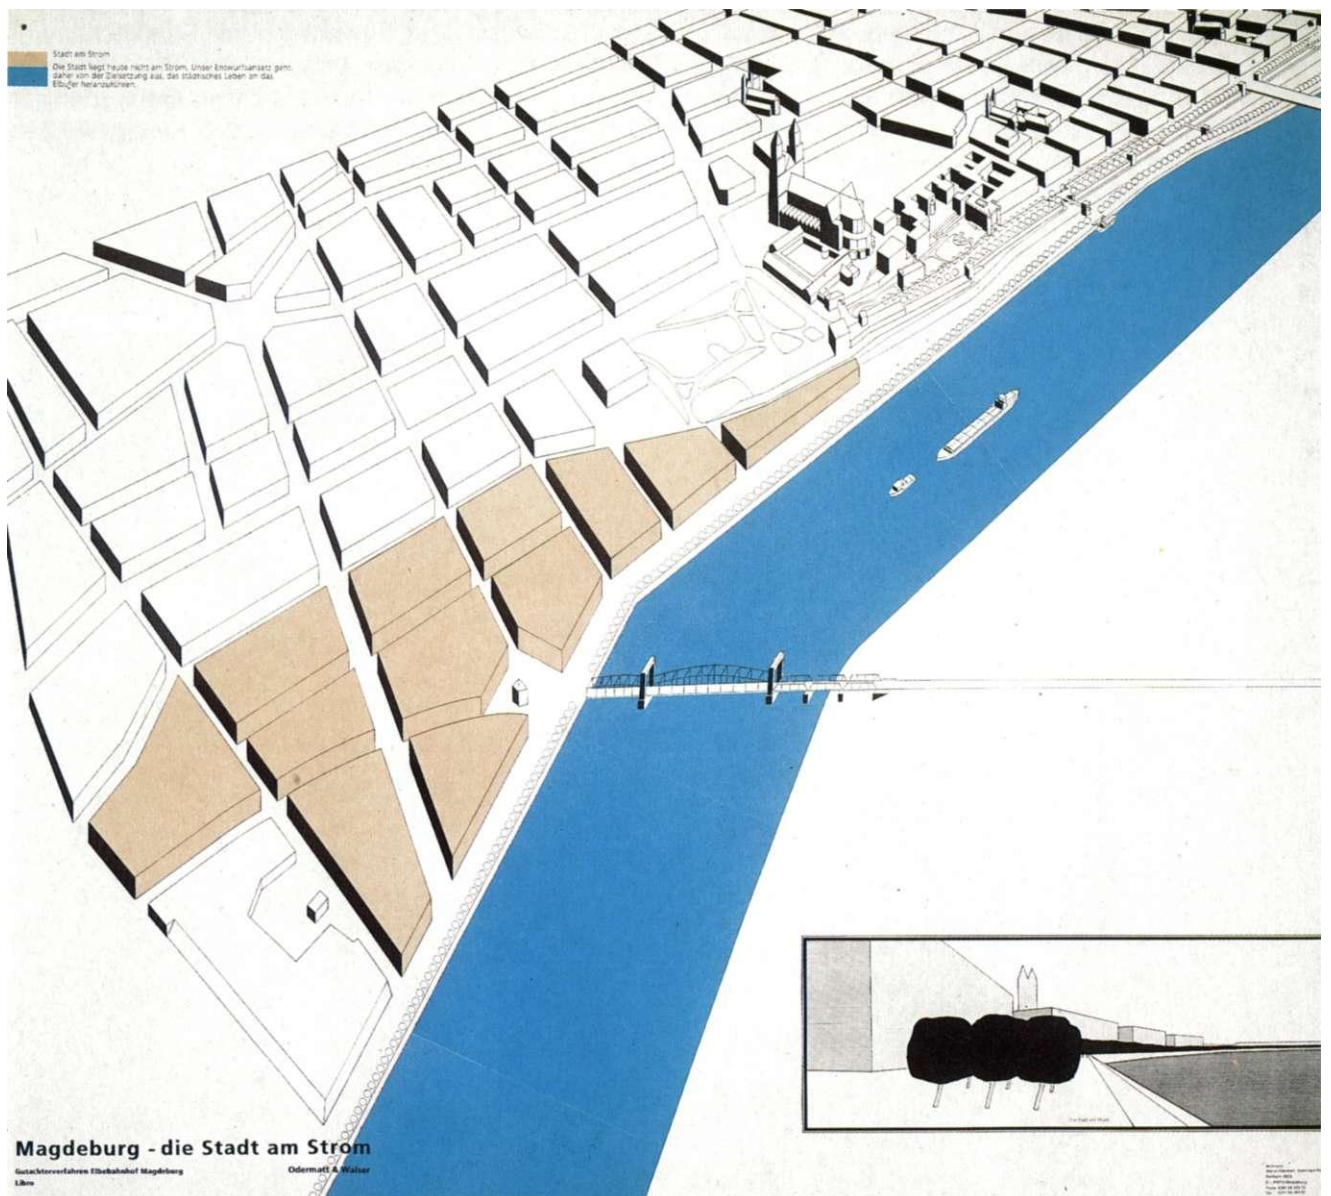 Stadt am Strom
Die Stadt liegt heute nicht am Strom. Unser Entwurfsansatz geht
daher von der Zielsetzung aus, das städtisches Leben an das
Elbufer heranzuführen.
Magdeburg - die Stadt am Strom
Gutachterverfahren Elbebahnhof Magdeburg
Odermatt & Walser
Libro